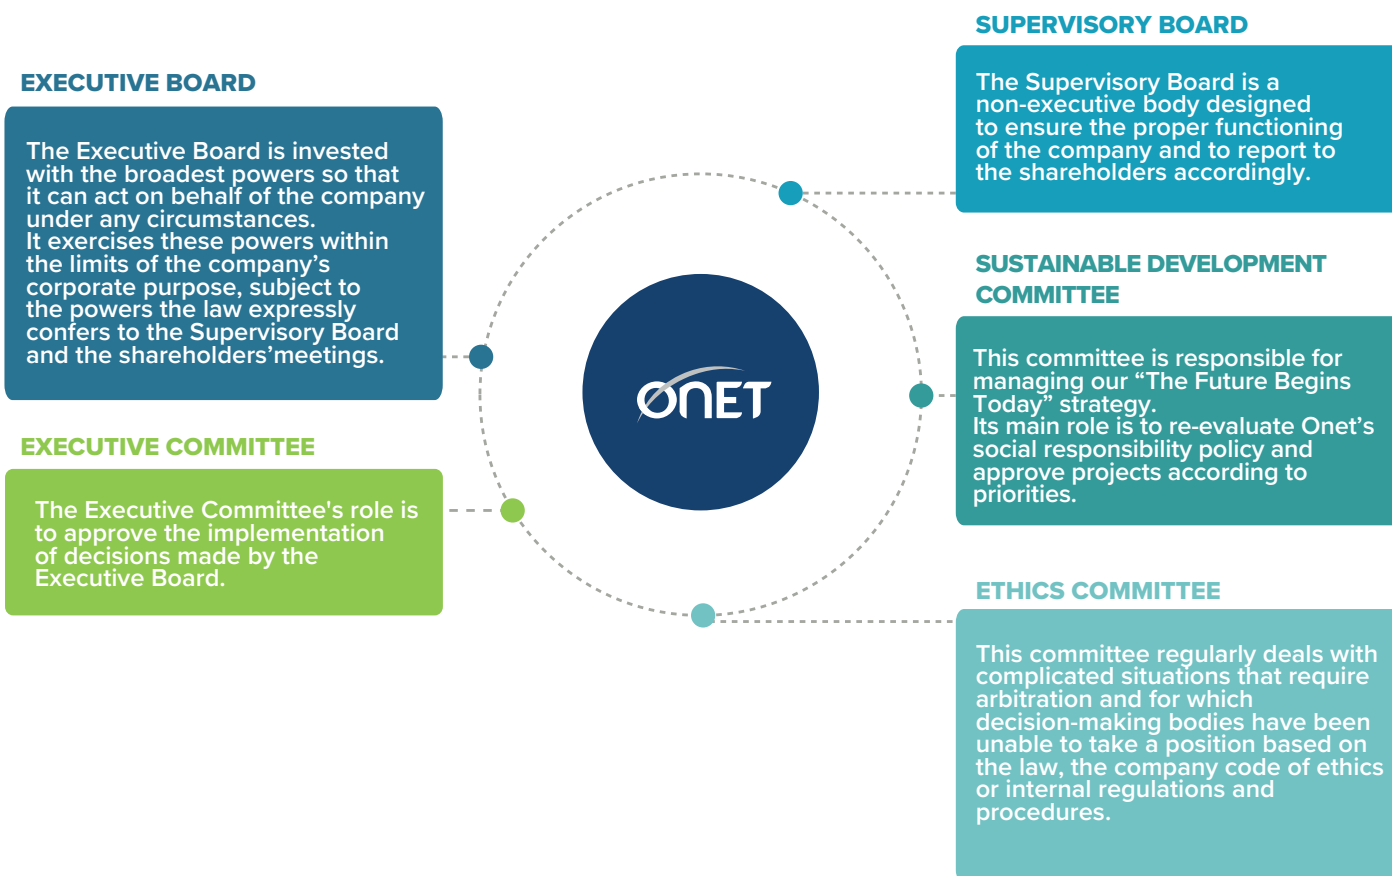 EXECUTIVE BOARD
The Executive Board is invested
with the broadest powers so that
it can act on behalf of the company
under any circumstances.
It exercises these powers within
the limits of the company’s
corporate purpose, subject to
the powers the law expressly
confers to the Supervisory Board
and the shareholders’meetings.
EXECUTIVE COMMITTEE
The Executive Committee's role is
to approve the implementation
of decisions made by the
Executive Board.
ONET
SUPERVISORY BOARD
The Supervisory Board is a
non-executive body designed
to ensure the proper functioning
of the company and to report to
the shareholders accordingly.
SUSTAINABLE DEVELOPMENT
COMMITTEE
This committee is responsible for
managing our “The Future Begins
Today” strategy.
Its main role is to re-evaluate Onet’s
social responsibility policy and
approve projects according to
priorities.
ETHICS COMMITTEE
This committee regularly deals with
complicated situations that require
arbitration and for which
decision-making bodies have been
unable to take a position based on
the law, the company code of ethics
or internal regulations and
procedures.